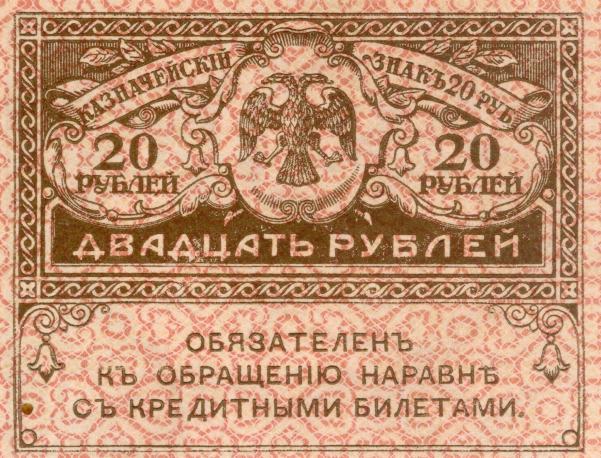 КАЗНАЧЕЙСКІЙ ЗНАКЪ 20 РУБ.
20 РУБЛЕЙ
20 РУБЛЕЙ
ДВАДЦАТЬ РУБЛЕЙ
ОБЯЗАТЕЛЕНЪ
КЪ ОБРАЩЕНІЮ НАРАВНѢ
СЪ КРЕДИТНЫМИ БИЛЕТАМИ.